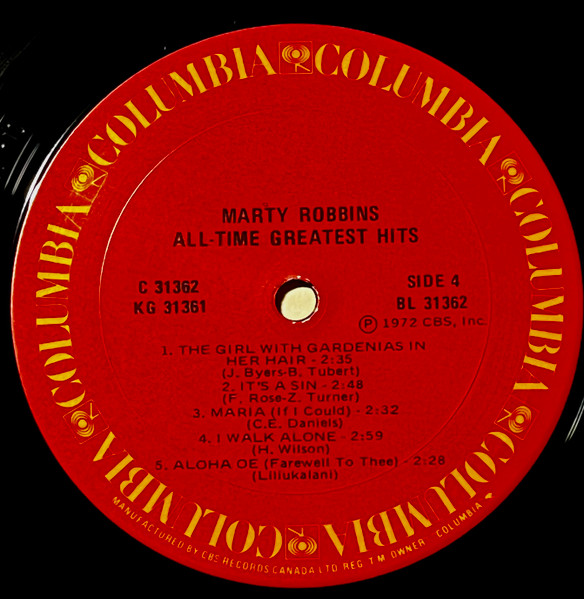 COLUMBIA COLUMBIA COLUMBIA COLUMBIA COLUMBIA COLUMBIA
MARTY ROBBINS
ALL-TIME GREATEST HITS
C 31362
KG 31361
SIDE 4
BL 31362
Ⓟ 1972 CBS, Inc.
1. THE GIRL WITH GARDENIAS IN
HER HAIR - 2:35
(J. Byers-B. Tubert)
2. IT'S A SIN - 2:48
(F. Rose-Z. Turner)
3. MARIA (If I Could) - 2:32
(C.E. Daniels)
4. I WALK ALONE - 2:59
(H. Wilson)
5. ALOHA OE (Farewell To Thee) - 2:28
(Liliukalani)
MANUFACTURED BY CBS RECORDS CANADA LTD REG. T.M. OWNER - COLUMBIA